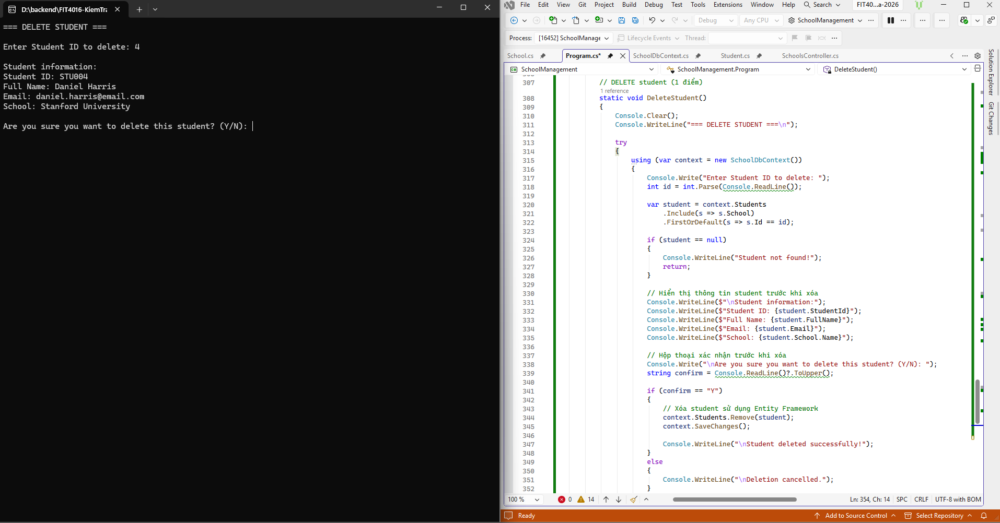 D:\backend\FIT4016-KiemTra
=== DELETE STUDENT ===
Enter Student ID to delete: 4
Student information:
Student ID: STU004
Full Name: Daniel Harris
Email: daniel.harris@email.com
School: Stanford University
Are you sure you want to delete this student? (Y/N):
File Edit View Git Project Build Debug Test Tools Extensions Window Help Search FIT40...a-2026
Debug Any CPU SchoolManagement
Process: [16452] SchoolManage Lifecycle Events Thread:
School.cs Program.cs* SchoolDbContext.cs Student.cs SchoolsController.cs
SchoolManagement SchoolManagement.Program DeleteStudent()
307 // DELETE student (1 điểm)
1 reference
308 static void DeleteStudent()
309 {
310 Console.Clear();
311 Console.WriteLine("=== DELETE STUDENT ===\n");
312
313 try
314 {
315 using (var context = new SchoolDbContext())
316 {
317 Console.Write("Enter Student ID to delete: ");
318 int id = int.Parse(Console.ReadLine());
319
320 var student = context.Students
321 .Include(s => s.School)
322 .FirstOrDefault(s => s.Id == id);
323
324 if (student == null)
325 {
326 Console.WriteLine("Student not found!");
327 return;
328 }
329
330 // Hiển thị thông tin student trước khi xóa
331 Console.WriteLine($"\nStudent information:");
332 Console.WriteLine($"Student ID: {student.StudentId}");
333 Console.WriteLine($"Full Name: {student.FullName}");
334 Console.WriteLine($"Email: {student.Email}");
335 Console.WriteLine($"School: {student.School.Name}");
336
337 // Hộp thoại xác nhận trước khi xóa
338 Console.Write("\nAre you sure you want to delete this student? (Y/N): ");
339 string confirm = Console.ReadLine()?.ToUpper();
340
341 if (confirm == "Y")
342 {
343 // Xóa student sử dụng Entity Framework
344 context.Students.Remove(student);
345 context.SaveChanges();
346
347 Console.WriteLine("\nStudent deleted successfully!");
348 }
349 else
350 {
351 Console.WriteLine("\nDeletion cancelled.");
352 }
Solution Explorer
Git Changes
100 % 0 14 Ln: 354, Ch: 14 SPC CRLF UTF-8 with BOM
Ready Add to Source Control Select Repository